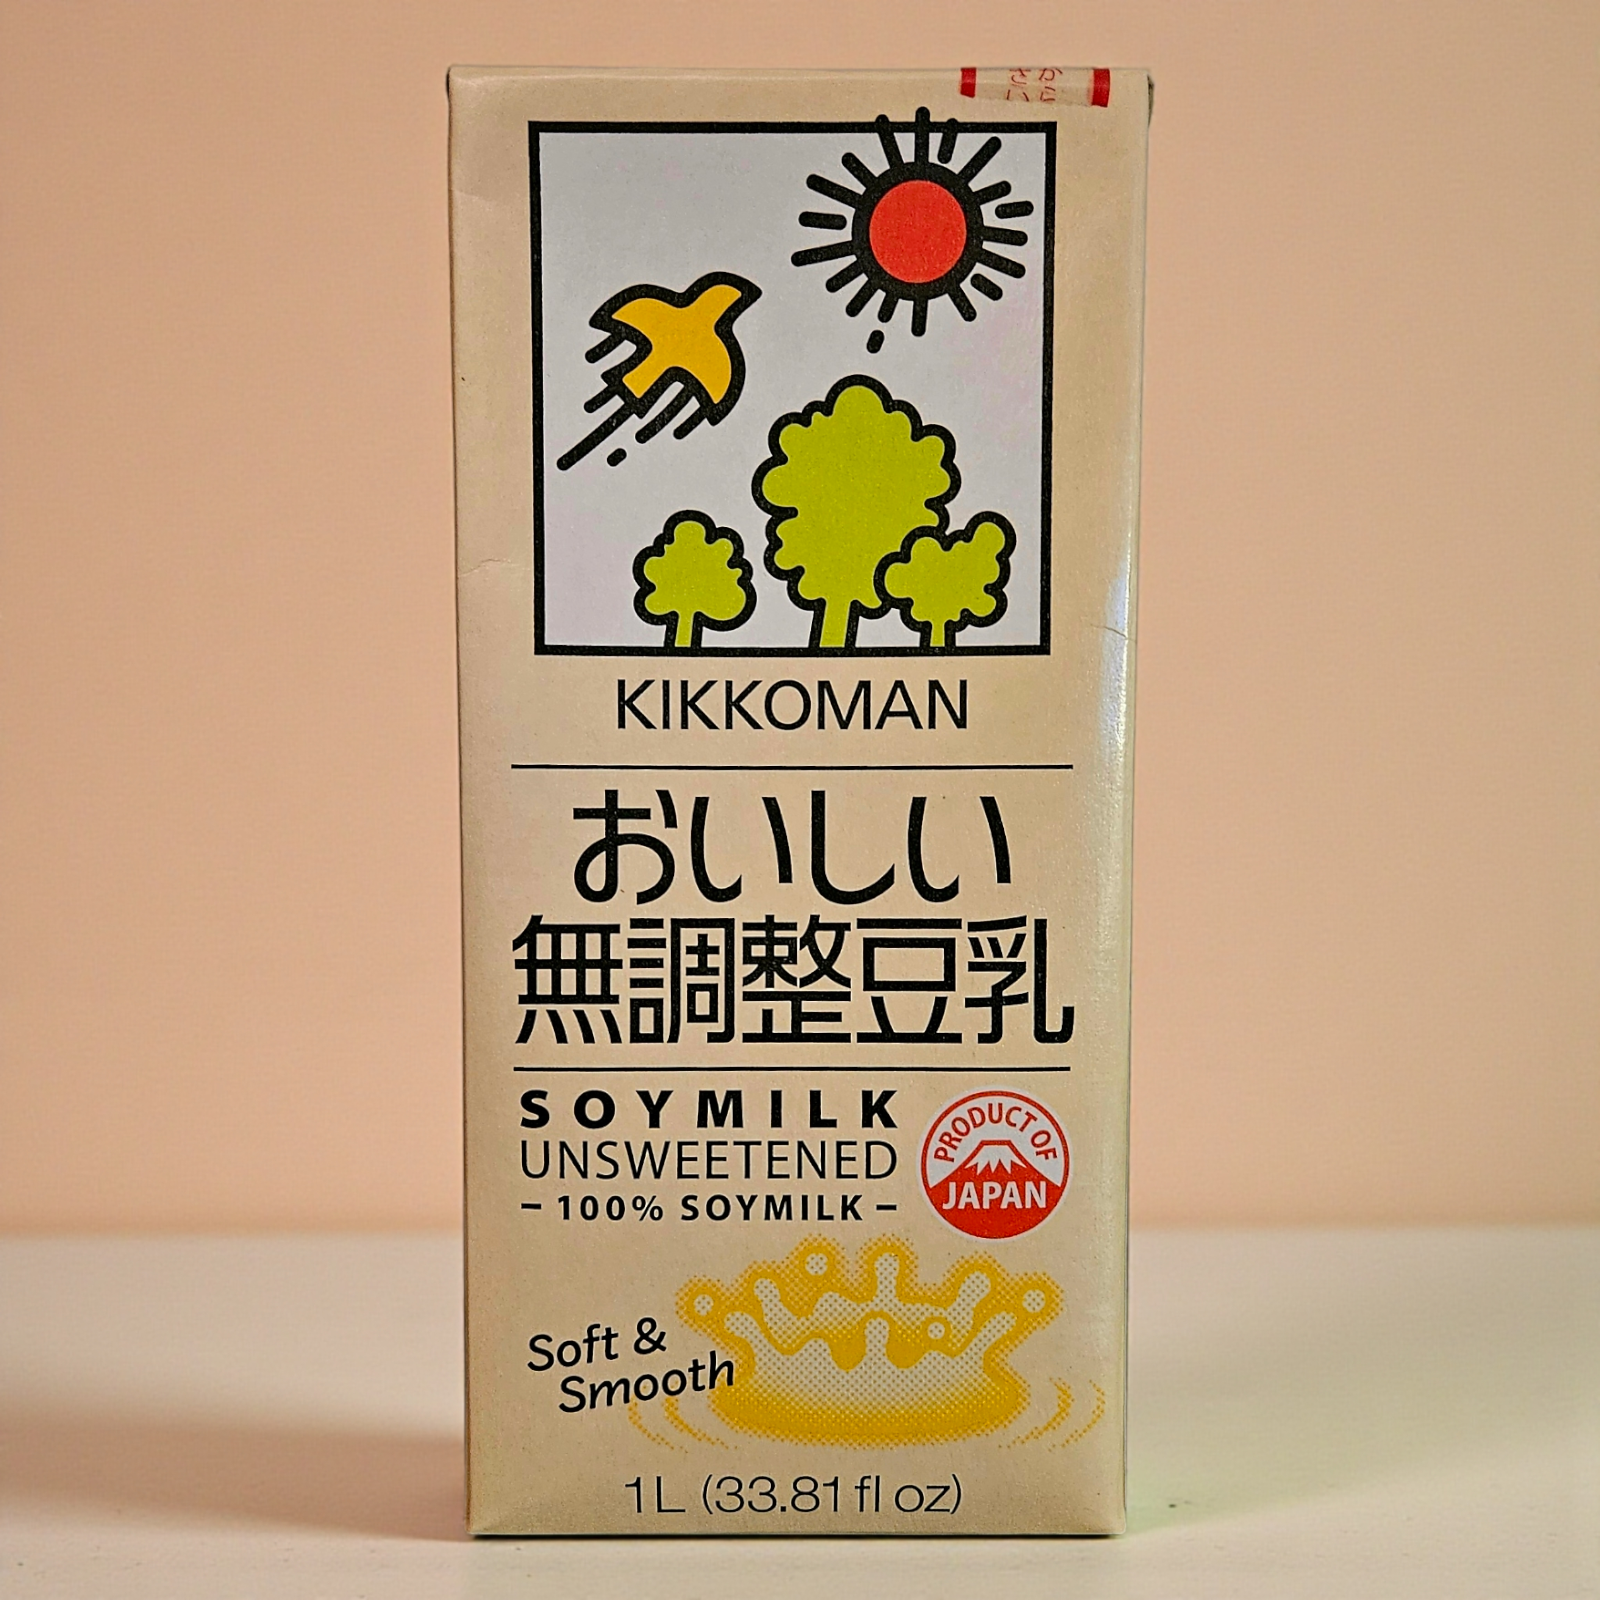 KIKKOMAN
おいしい
無調整豆乳
SOYMILK
UNSWEETENED
- 100% SOYMILK -
PRODUCT OF
JAPAN
Soft &
Smooth
1L (33.81 fl oz)